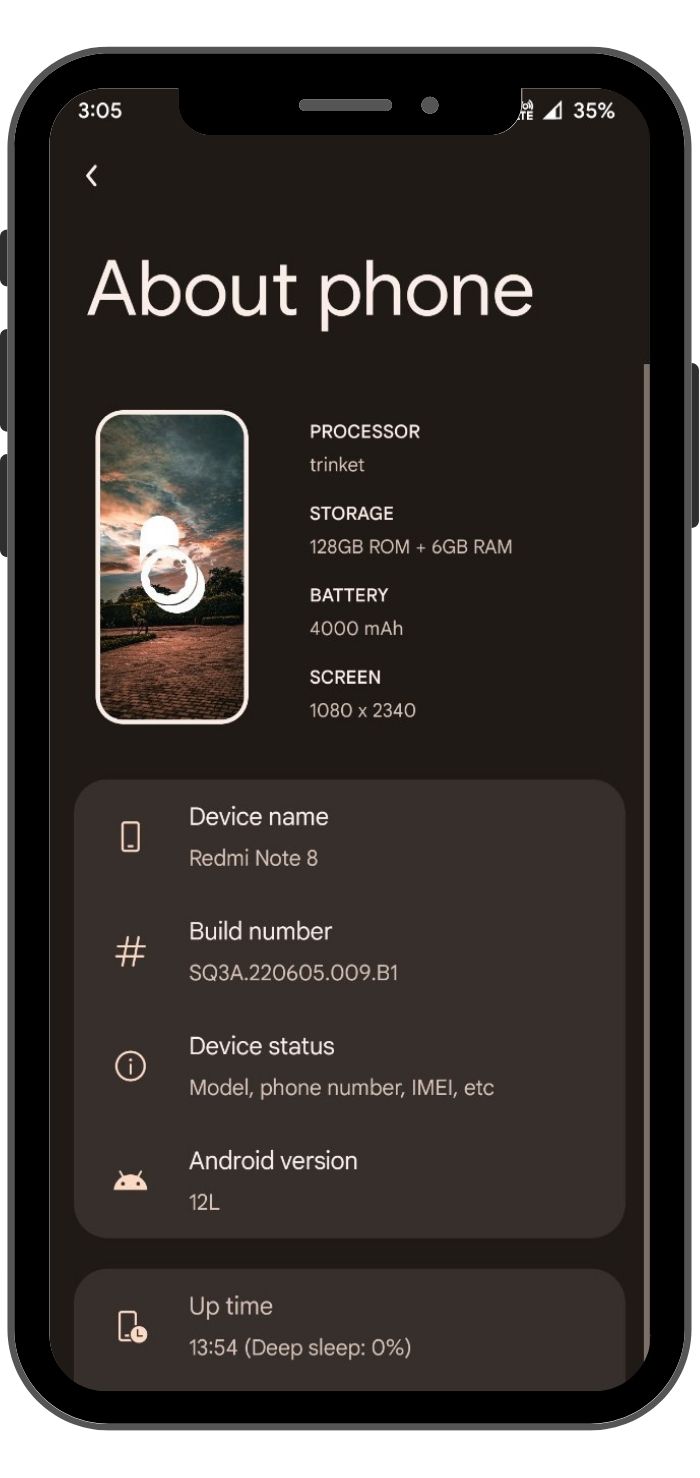 3:05
LTE 35%
About phone
PROCESSOR
trinket
STORAGE
128GB ROM + 6GB RAM
BATTERY
4000 mAh
SCREEN
1080 x 2340
Device name
Redmi Note 8
Build number
SQ3A.220605.009.B1
Device status
Model, phone number, IMEI, etc
Android version
12L
Up time
13:54 (Deep sleep: 0%)